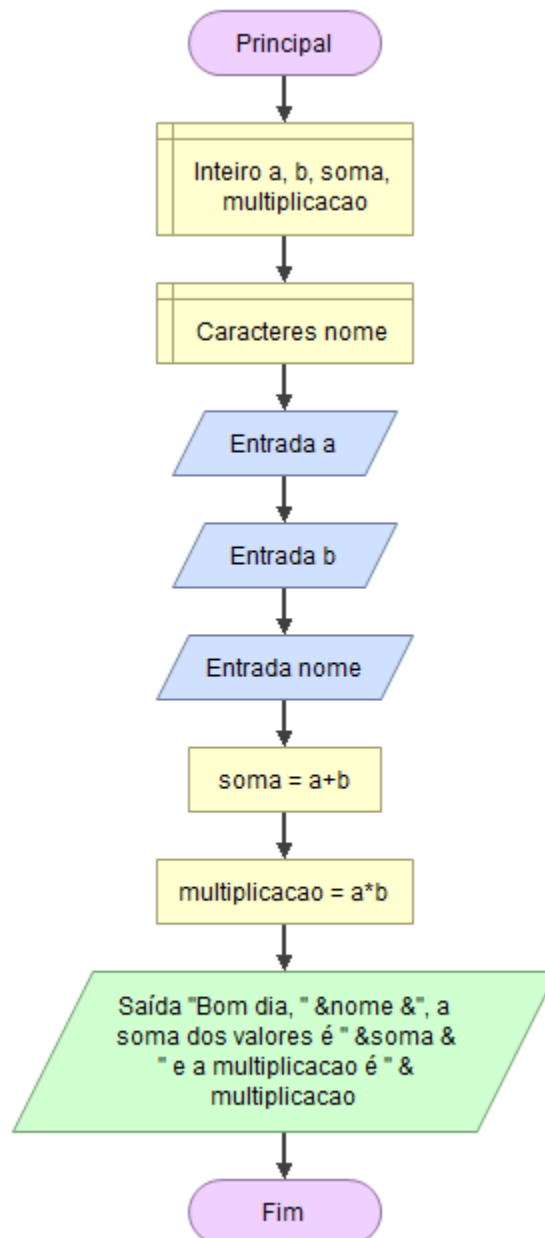 Principal
Inteiro a, b, soma,
multiplicacao
Caracteres nome
Entrada a
Entrada b
Entrada nome
soma = a+b
multiplicacao = a*b
Saída "Bom dia, " &nome &", a
soma dos valores é " &soma &
" e a multiplicacao é " &
multiplicacao
Fim